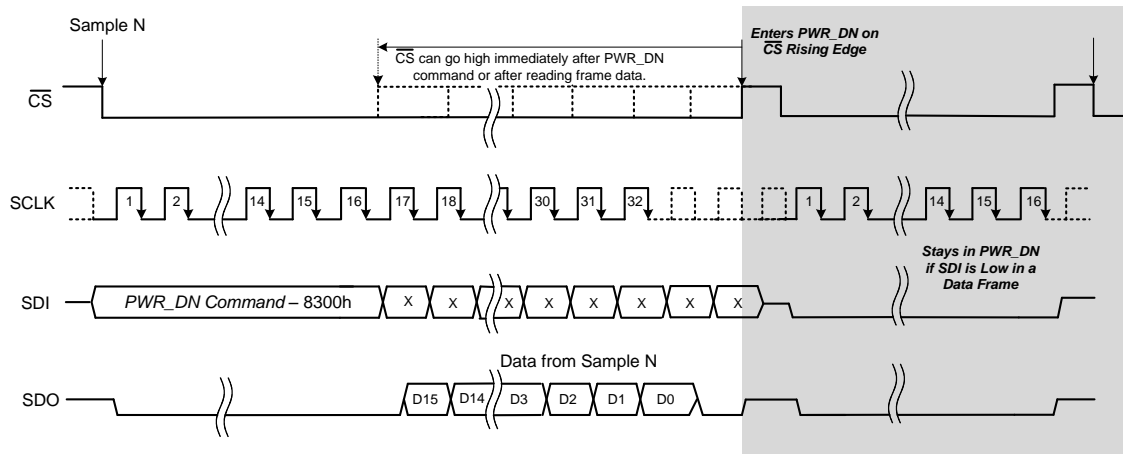 Sample N
CS can go high immediately after PWR_DN
command or after reading frame data.
Enters PWR_DN on
CS Rising Edge
CS
SCLK
1 2 14 15 16 17 18 30 31 32 1 2 14 15 16
Stays in PWR_DN
if SDI is Low in a
Data Frame
SDI
PWR_DN Command – 8300h X X X X X X X X
Data from Sample N
SDO
D15 D14 D3 D2 D1 D0